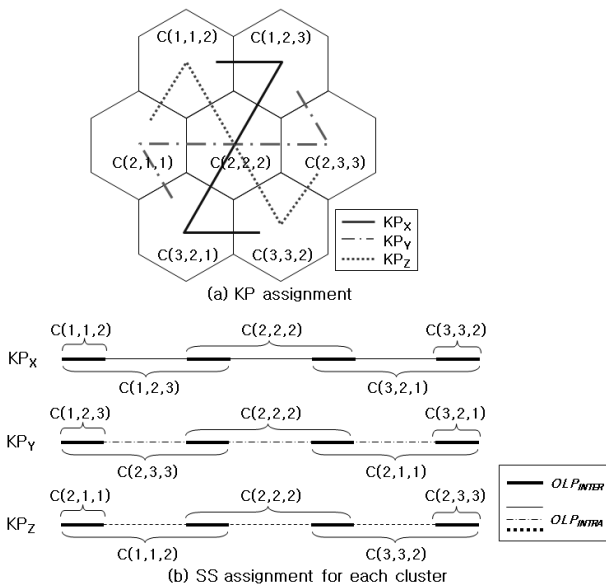 C(1,1,2) C(1,2,3)
C(2,1,1) C(2,2,2) C(2,3,3)
C(3,2,1) C(3,3,2)
KPX
KPY
KPZ
(a) KP assignment
C(1,1,2) C(2,2,2) C(3,3,2)
KPX
C(1,2,3) C(3,2,1)
C(1,2,3) C(2,2,2) C(3,2,1)
KPY
C(2,3,3) C(2,1,1)
C(2,1,1) C(2,2,2) C(2,3,3)
KPZ
C(1,1,2) C(3,3,2)
OLPINTER
OLPINTRA
(b) SS assignment for each cluster